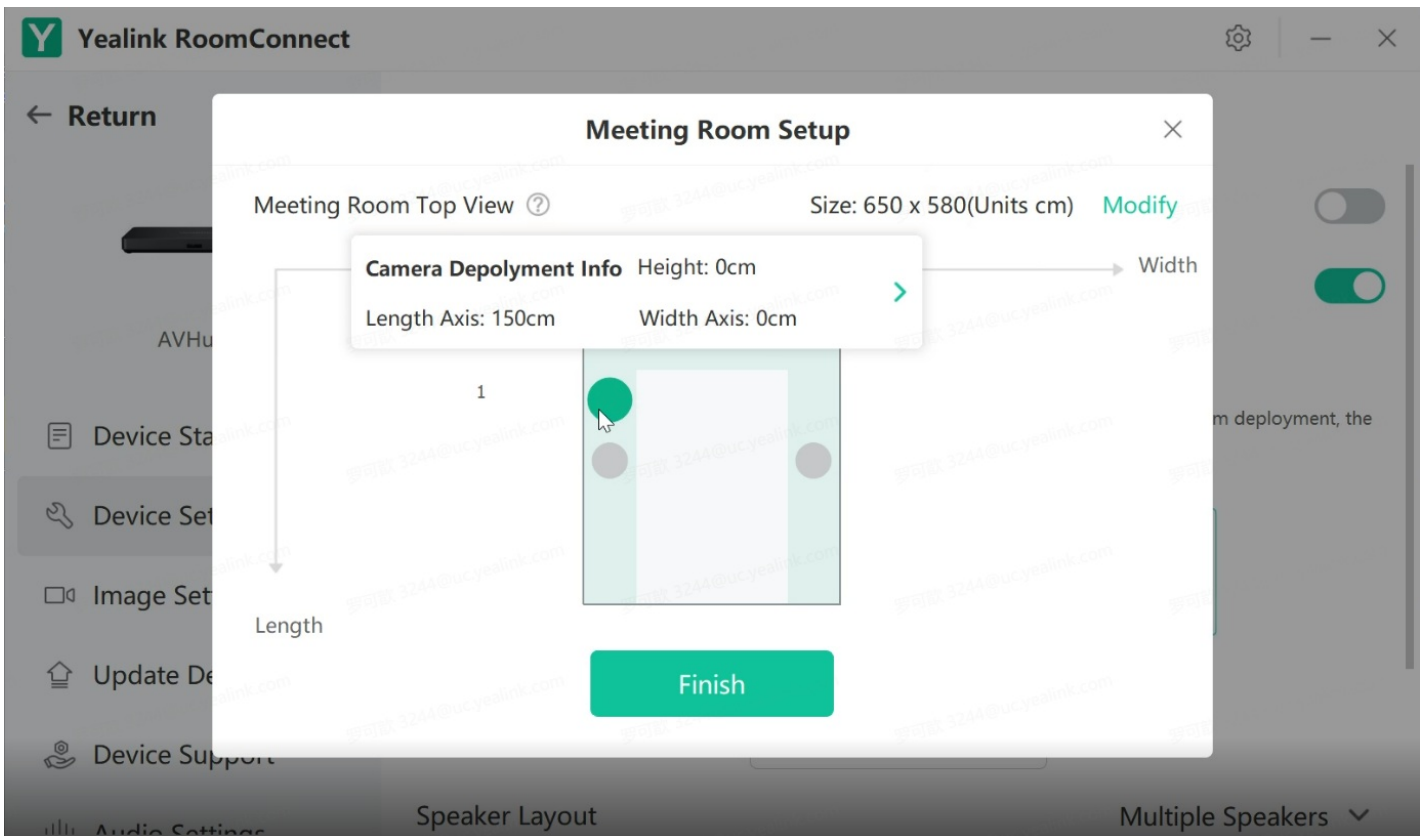 Yealink RoomConnect
Return
Meeting Room Setup
Meeting Room Top View
Size: 650 x 580(Units cm) Modify
Camera Depolyment Info Height: 0cm
Length Axis: 150cm Width Axis: 0cm
Width
AVHu
1
Device Sta
m deployment, the
Device Set
Image Set
Length
Update De
Finish
Device Support
Speaker Layout
Multiple Speakers
Audio Settings